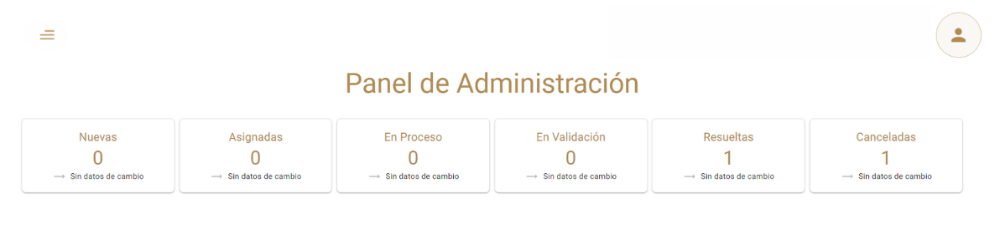 Panel de Administración
Nuevas
0
Sin datos de cambio
Asignadas
0
Sin datos de cambio
En Proceso
0
Sin datos de cambio
En Validación
0
Sin datos de cambio
Resueltas
1
Sin datos de cambio
Canceladas
1
Sin datos de cambio